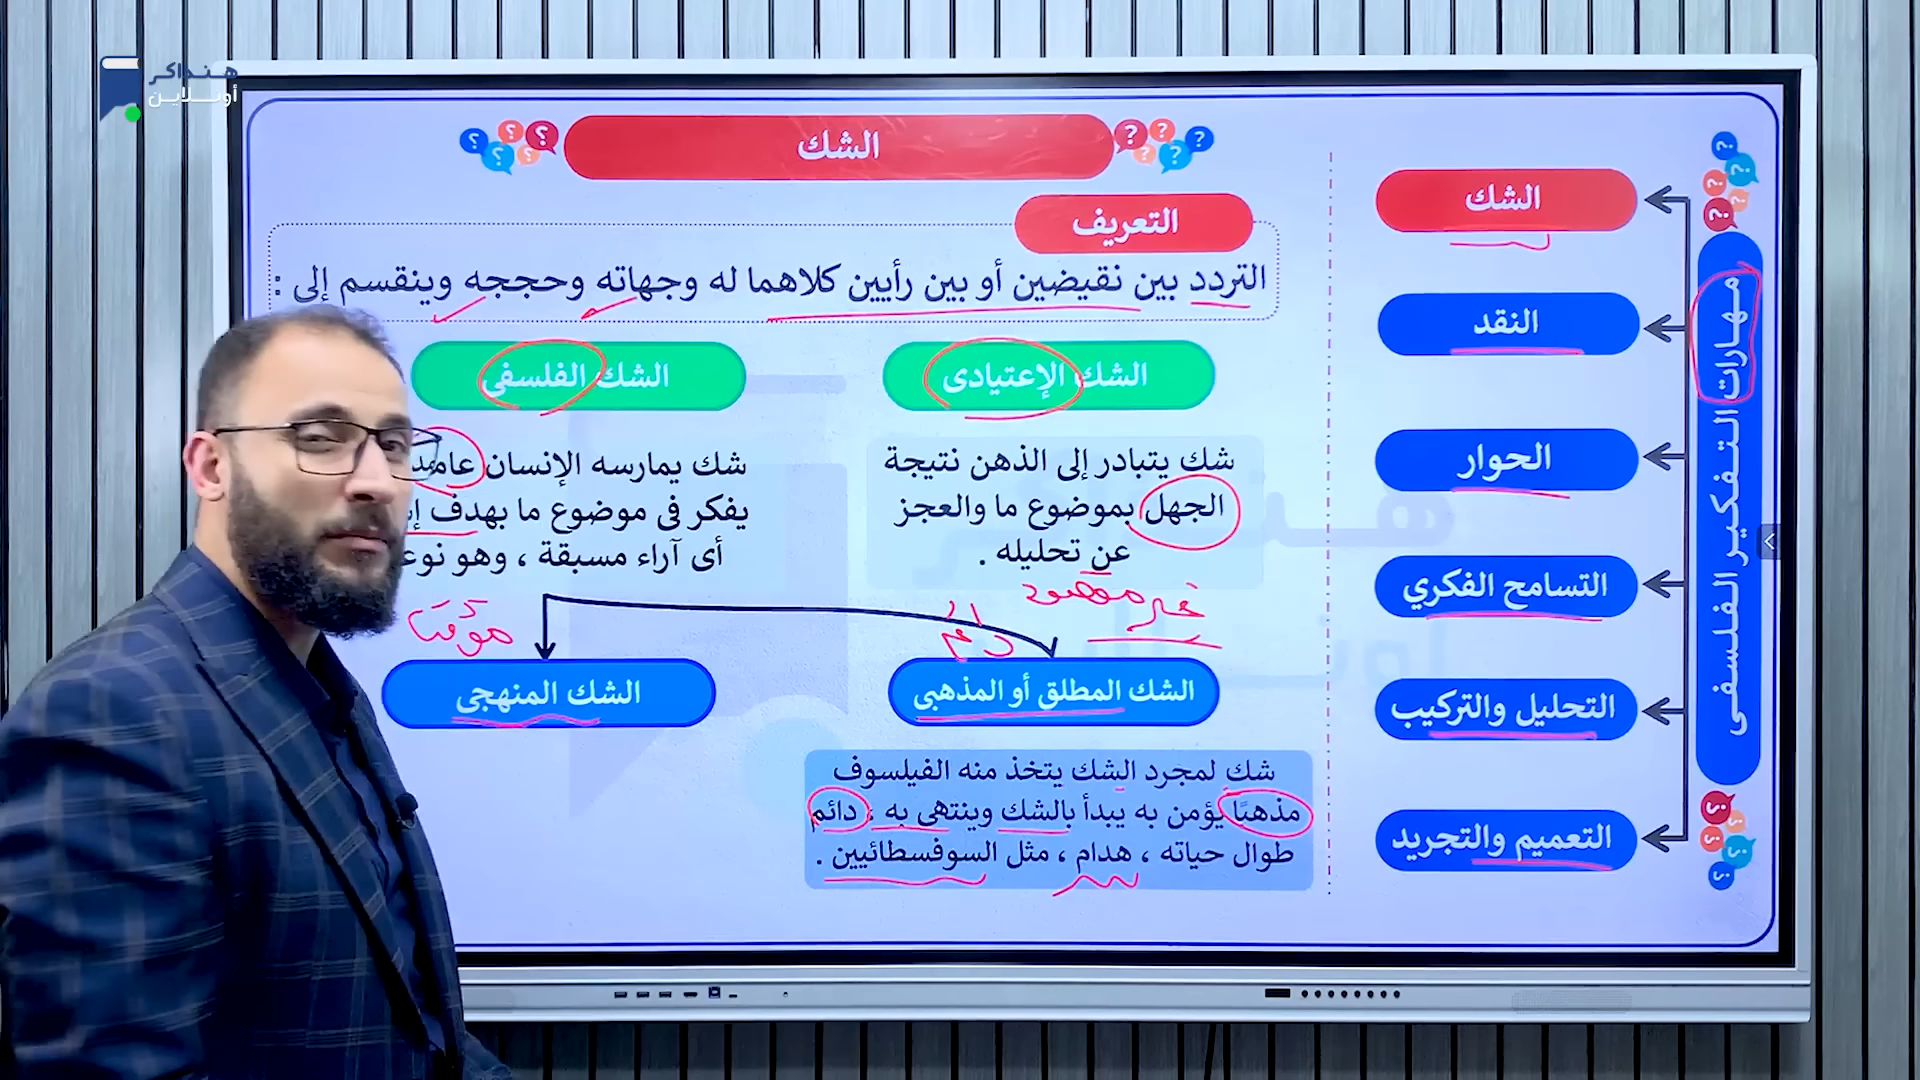 هنذاكر
أونلاين
الشك
التعريف
التردد بين نقيضين أو بين رأيين كلاهما له وجهاته وحججه وينقسم إلى :
الشك الإعتيادى
شك يتبادر إلى الذهن نتيجة
الجهل بموضوع ما والعجز
عن تحليله .
غير مقصود
الشك الفلسفى
شك يمارسه الإنسان
يفكر فى موضوع ما بهدف
أى آراء مسبقة ، وهو
دائم
مؤقت
الشك المطلق أو المذهبى
شك لمجرد الشك يتخذ منه الفيلسوف
مذهبًا يؤمن به يبدأ بالشك وينتهى به ، دائم
طوال حياته ، هدام ، مثل السوفسطائيين .
الشك المنهجى
مهارات التفكير الفلسفى
الشك
النقد
الحوار
التسامح الفكري
التحليل والتركيب
التعميم والتجريد